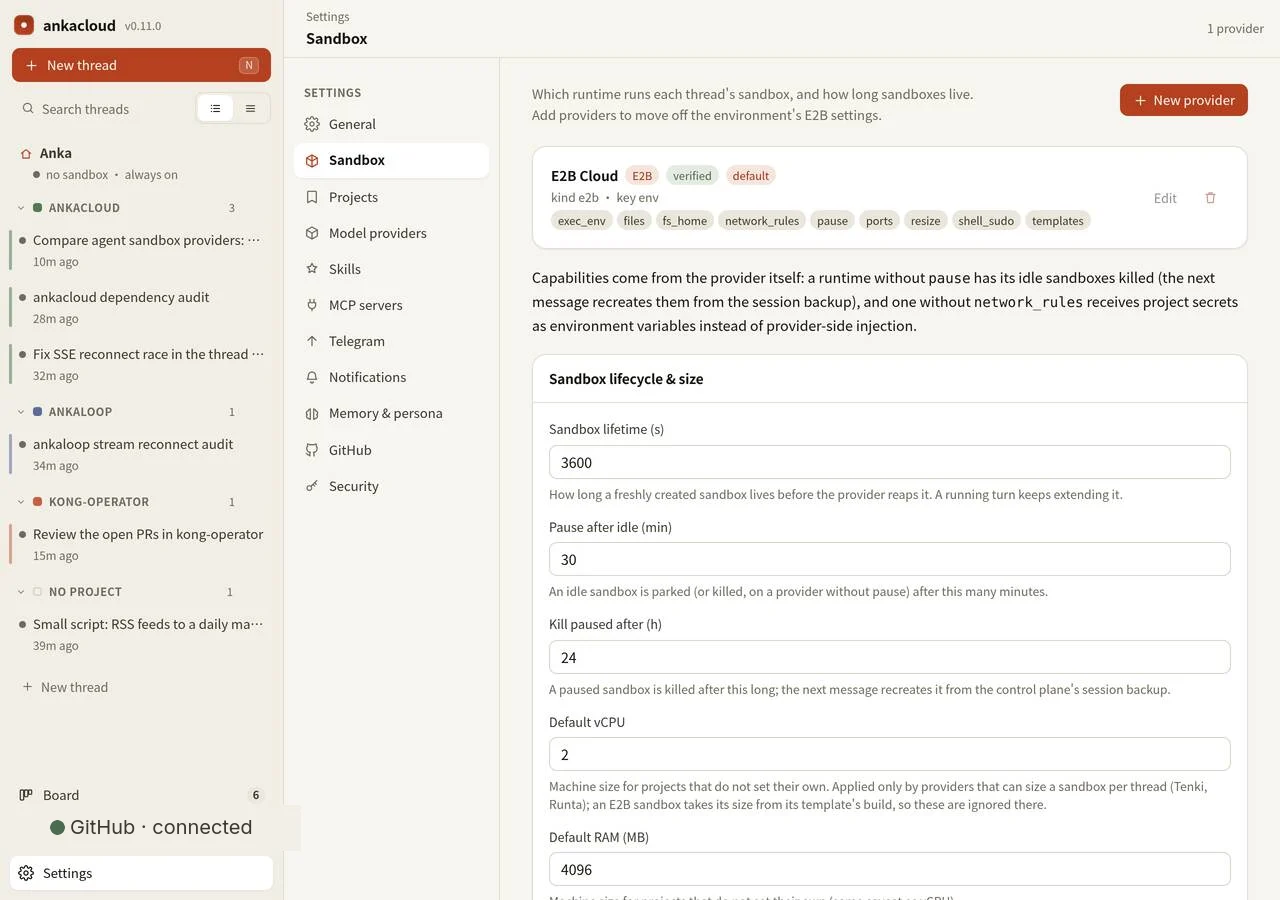 ankacloud v0.11.0
New thread N
Search threads
Anka
no sandbox • always on
ANKACLOUD 3
Compare agent sandbox providers: ···
10m ago
ankacloud dependency audit
28m ago
Fix SSE reconnect race in the thread ···
32m ago
ANKALOOP 1
ankaloop stream reconnect audit
34m ago
KONG-OPERATOR 1
Review the open PRs in kong-operator
15m ago
NO PROJECT 1
Small script: RSS feeds to a daily ma···
39m ago
New thread
Board 6
GitHub · connected
Settings
Settings
Sandbox
1 provider
SETTINGS
General
Sandbox
Projects
Model providers
Skills
MCP servers
Telegram
Notifications
Memory & persona
GitHub
Security
Which runtime runs each thread's sandbox, and how long sandboxes live.
Add providers to move off the environment's E2B settings.
New provider
E2B Cloud E2B verified default
kind e2b • key env
Edit
exec_env files fs_home network_rules pause ports resize shell_sudo templates
Capabilities come from the provider itself: a runtime without pause has its idle sandboxes killed (the next
message recreates them from the session backup), and one without network_rules receives project secrets
as environment variables instead of provider-side injection.
Sandbox lifecycle & size
Sandbox lifetime (s)
3600
How long a freshly created sandbox lives before the provider reaps it. A running turn keeps extending it.
Pause after idle (min)
30
An idle sandbox is parked (or killed, on a provider without pause) after this many minutes.
Kill paused after (h)
24
A paused sandbox is killed after this long; the next message recreates it from the control plane's session backup.
Default vCPU
2
Machine size for projects that do not set their own. Applied only by providers that can size a sandbox per thread (Tenki,
Runta); an E2B sandbox takes its size from its template's build, so these are ignored there.
Default RAM (MB)
4096